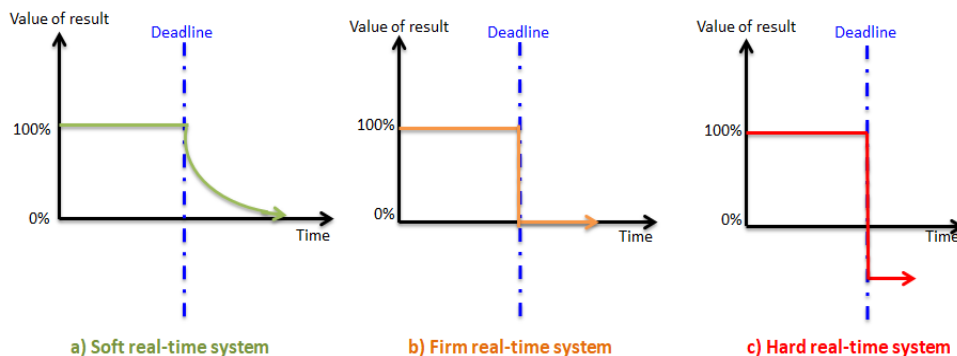 Value of result
Deadline
100%
0%
Time
a) Soft real-time system
Value of result
Deadline
100%
0%
Time
b) Firm real-time system
Value of result
Deadline
100%
0%
Time
c) Hard real-time system